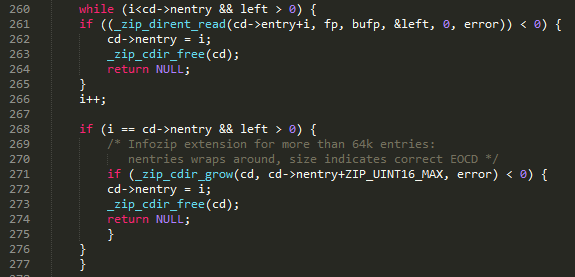 260 while (i<cd->nentry && left > 0) {
261 if ((_zip_dirent_read(cd->entry+i, fp, bufp, &left, 0, error)) < 0) {
262 cd->nentry = i;
263 _zip_cdir_free(cd);
264 return NULL;
265 }
266 i++;
267
268 if (i == cd->nentry && left > 0) {
269 /* Infozip extension for more than 64k entries:
270 nentries wraps around, size indicates correct EOCD */
271 if (_zip_cdir_grow(cd, cd->nentry+ZIP_UINT16_MAX, error) < 0) {
272 cd->nentry = i;
273 _zip_cdir_free(cd);
274 return NULL;
275 }
276 }
277 }